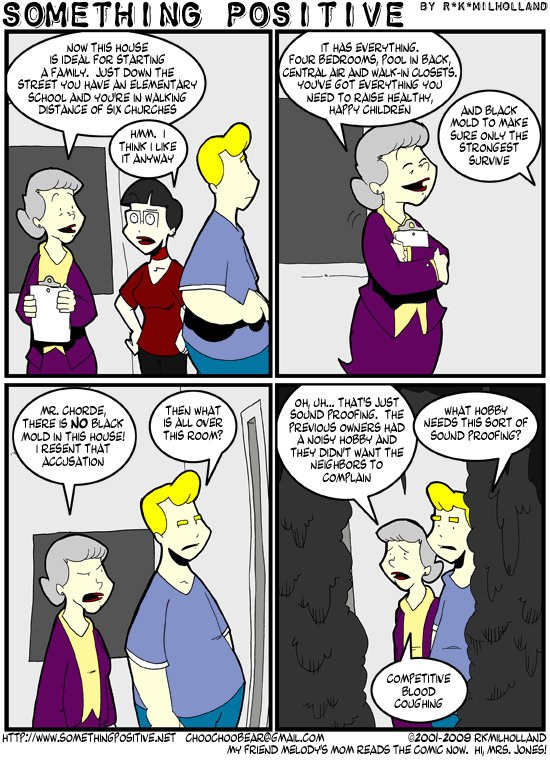 SOMETHING POSITIVE BY R*K*MILHOLLAND
NOW THIS HOUSE
IS IDEAL FOR STARTING
A FAMILY. JUST DOWN THE
STREET YOU HAVE AN ELEMENTARY
SCHOOL AND YOU'RE IN WALKING
DISTANCE OF SIX CHURCHES
HMM. I
THINK I LIKE
IT ANYWAY
IT HAS EVERYTHING.
FOUR BEDROOMS, POOL IN BACK,
CENTRAL AIR AND WALK-IN CLOSETS.
YOU'VE GOT EVERYTHING YOU
NEED TO RAISE HEALTHY,
HAPPY CHILDREN
AND BLACK
MOLD TO MAKE
SURE ONLY THE
STRONGEST
SURVIVE
MR. CHORDE,
THERE IS NO BLACK
MOLD IN THIS HOUSE!
I RESENT THAT
ACCUSATION
THEN WHAT
IS ALL OVER
THIS ROOM?
OH, UH... THAT'S JUST
SOUND PROOFING. THE
PREVIOUS OWNERS HAD
A NOISY HOBBY AND
THEY DIDN'T WANT THE
NEIGHBORS TO
COMPLAIN
WHAT HOBBY
NEEDS THIS SORT OF
SOUND PROOFING?
COMPETITIVE
BLOOD
COUGHING
HTTP://WWW.SOMETHINGPOSITIVE.NET CHOOCHOOBEAR@GMAIL.COM ©2001-2009 RKMILHOLLAND
MY FRIEND MELODY'S MOM READS THE COMIC NOW. HI, MRS. JONES!